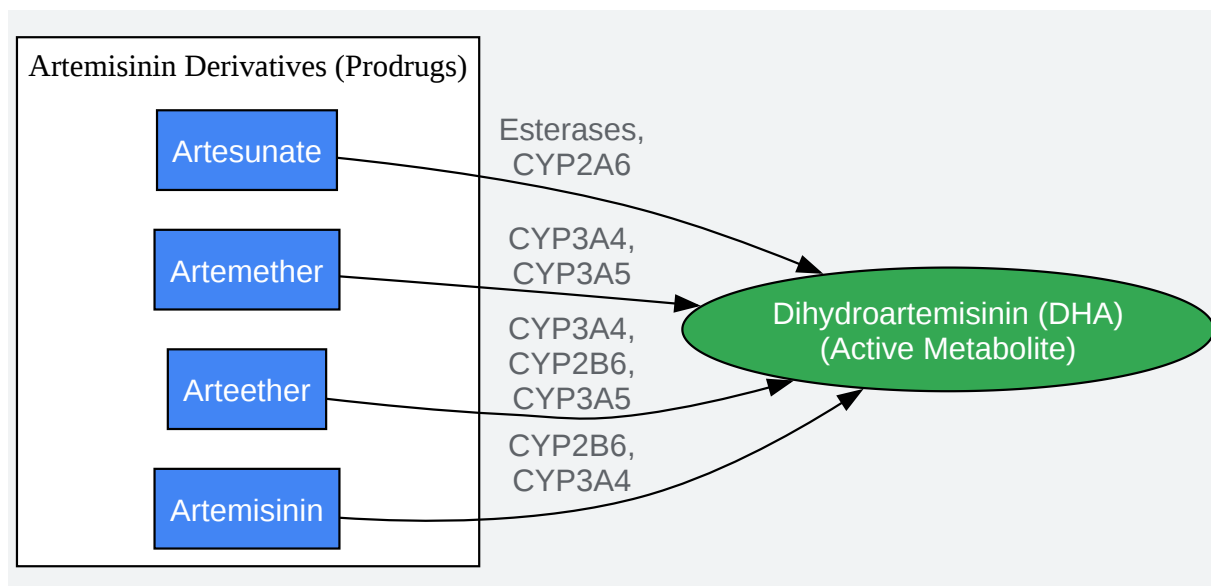 Artemisinin Derivatives (Prodrugs)
Artesunate
Esterases,
CYP2A6
Artemether
CYP3A4,
CYP3A5
Arteether
CYP3A4,
CYP2B6,
CYP3A5
Artemisinin
CYP2B6,
CYP3A4
Dihydroartemisinin (DHA)
(Active Metabolite)